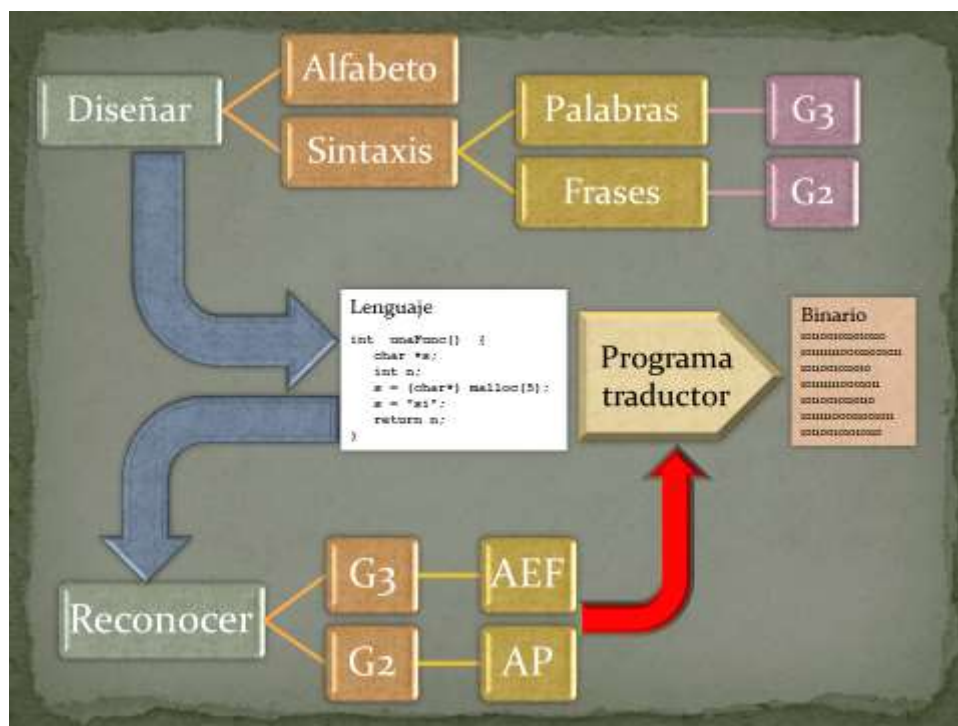 Alfabeto
Diseñar
Sintaxis
Palabras
G3
Frases
G2
Lenguaje
int unaFunc() {
char *s;
int n;
s = (char*) malloc(5);
s = "si";
return n;
}
Programa
traductor
Binario
G3
AEF
Reconocer
G2
AP